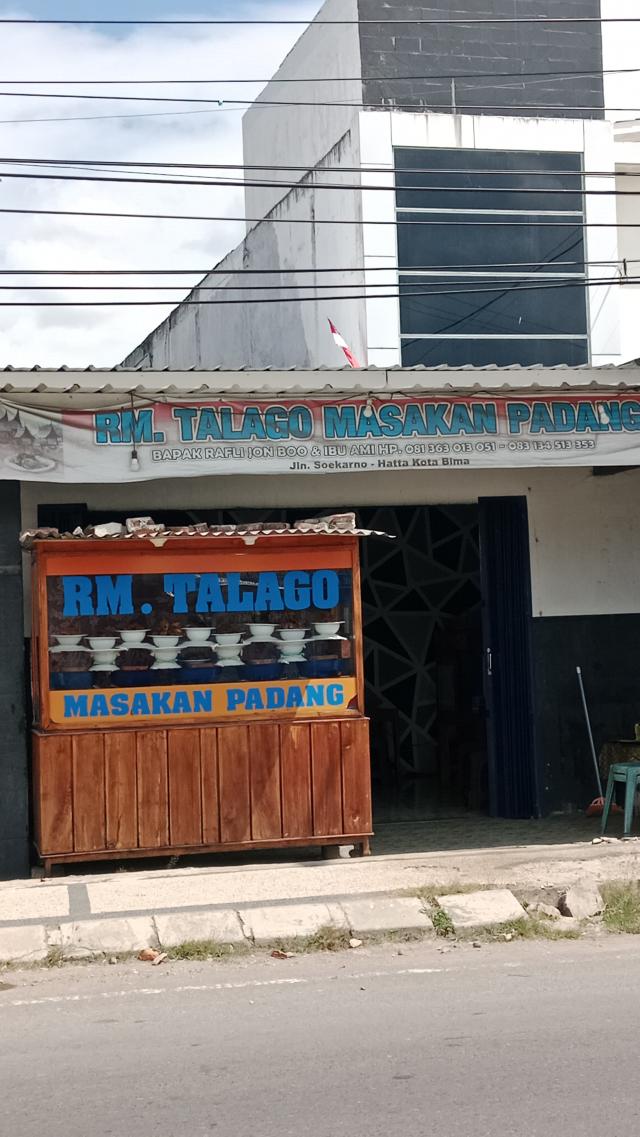 RM. TALAGO MASAKAN PADANG
BAPAK RAFLI JON BOO & IBU AMI HP. 081 363 013 051 - 083 134 513 353
Jln. Soekarno - Hatta Kota Bima
RM. TALAGO
MASAKAN PADANG